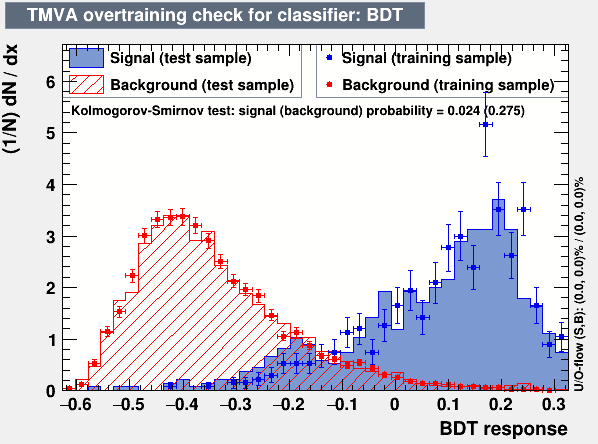 TMVA overtraining check for classifier: BDT
Signal (test sample)
Background (test sample)
Signal (training sample)
Background (training sample)
Kolmogorov-Smirnov test: signal (background) probability = 0.024 (0.275)
(1/N) dN / dx
6
5
4
3
2
1
0
−0.6 −0.5 −0.4 −0.3 −0.2 −0.1 0 0.1 0.2 0.3
BDT response
U/O-flow (S,B): (0.0, 0.0)% / (0.0, 0.0)%